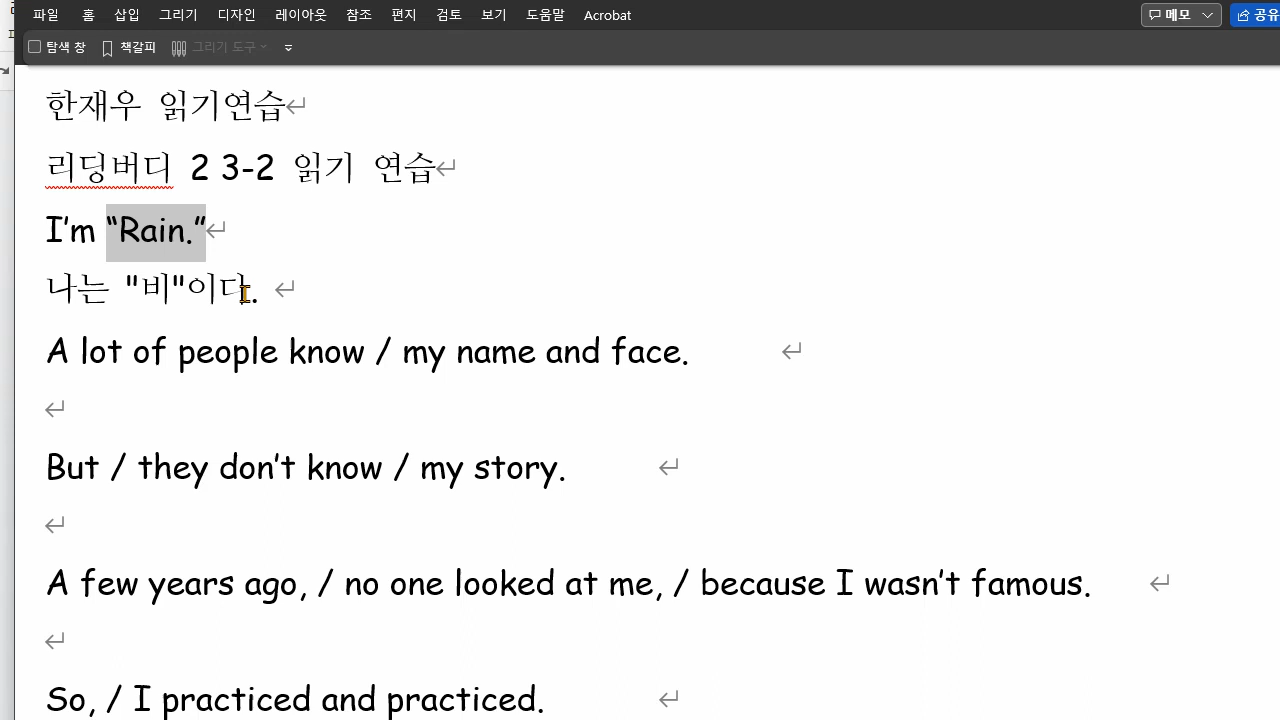 파일 홈 삽입 그리기 디자인 레이아웃 참조 편지 검토 보기 도움말 Acrobat 메모 공유
탐색 창 책갈피 그리기 도구
한재우 읽기연습
리딩버디 2 3-2 읽기 연습
I’m “Rain.”
나는 "비"이다.
A lot of people know / my name and face.
But / they don’t know / my story.
A few years ago, / no one looked at me, / because I wasn’t famous.
So, / I practiced and practiced.